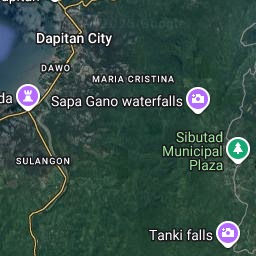 Dapitan City
DAWO
MARIA CRISTINA
Sapa Gano waterfalls
Sibutad
Municipal
Plaza
SULANGON
Tanki falls